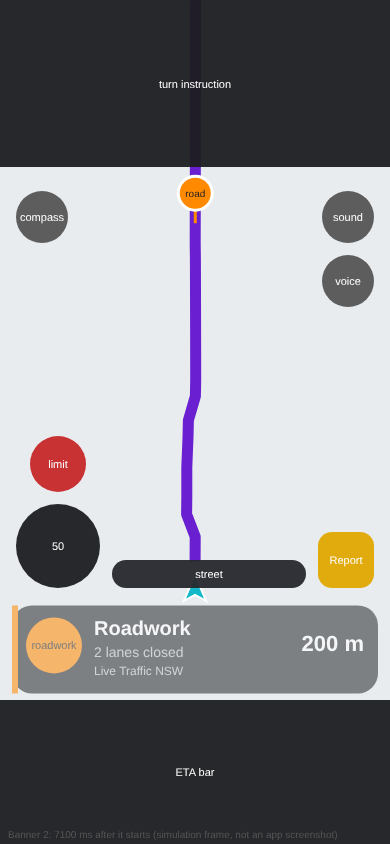 turn instruction
road
compass
sound
voice
limit
50
Report
street
Roadwork
roadwork
2 lanes closed
200 m
Live Traffic NSW
ETA bar
Banner 2: 7100 ms after it starts (simulation frame, not an app screenshot)